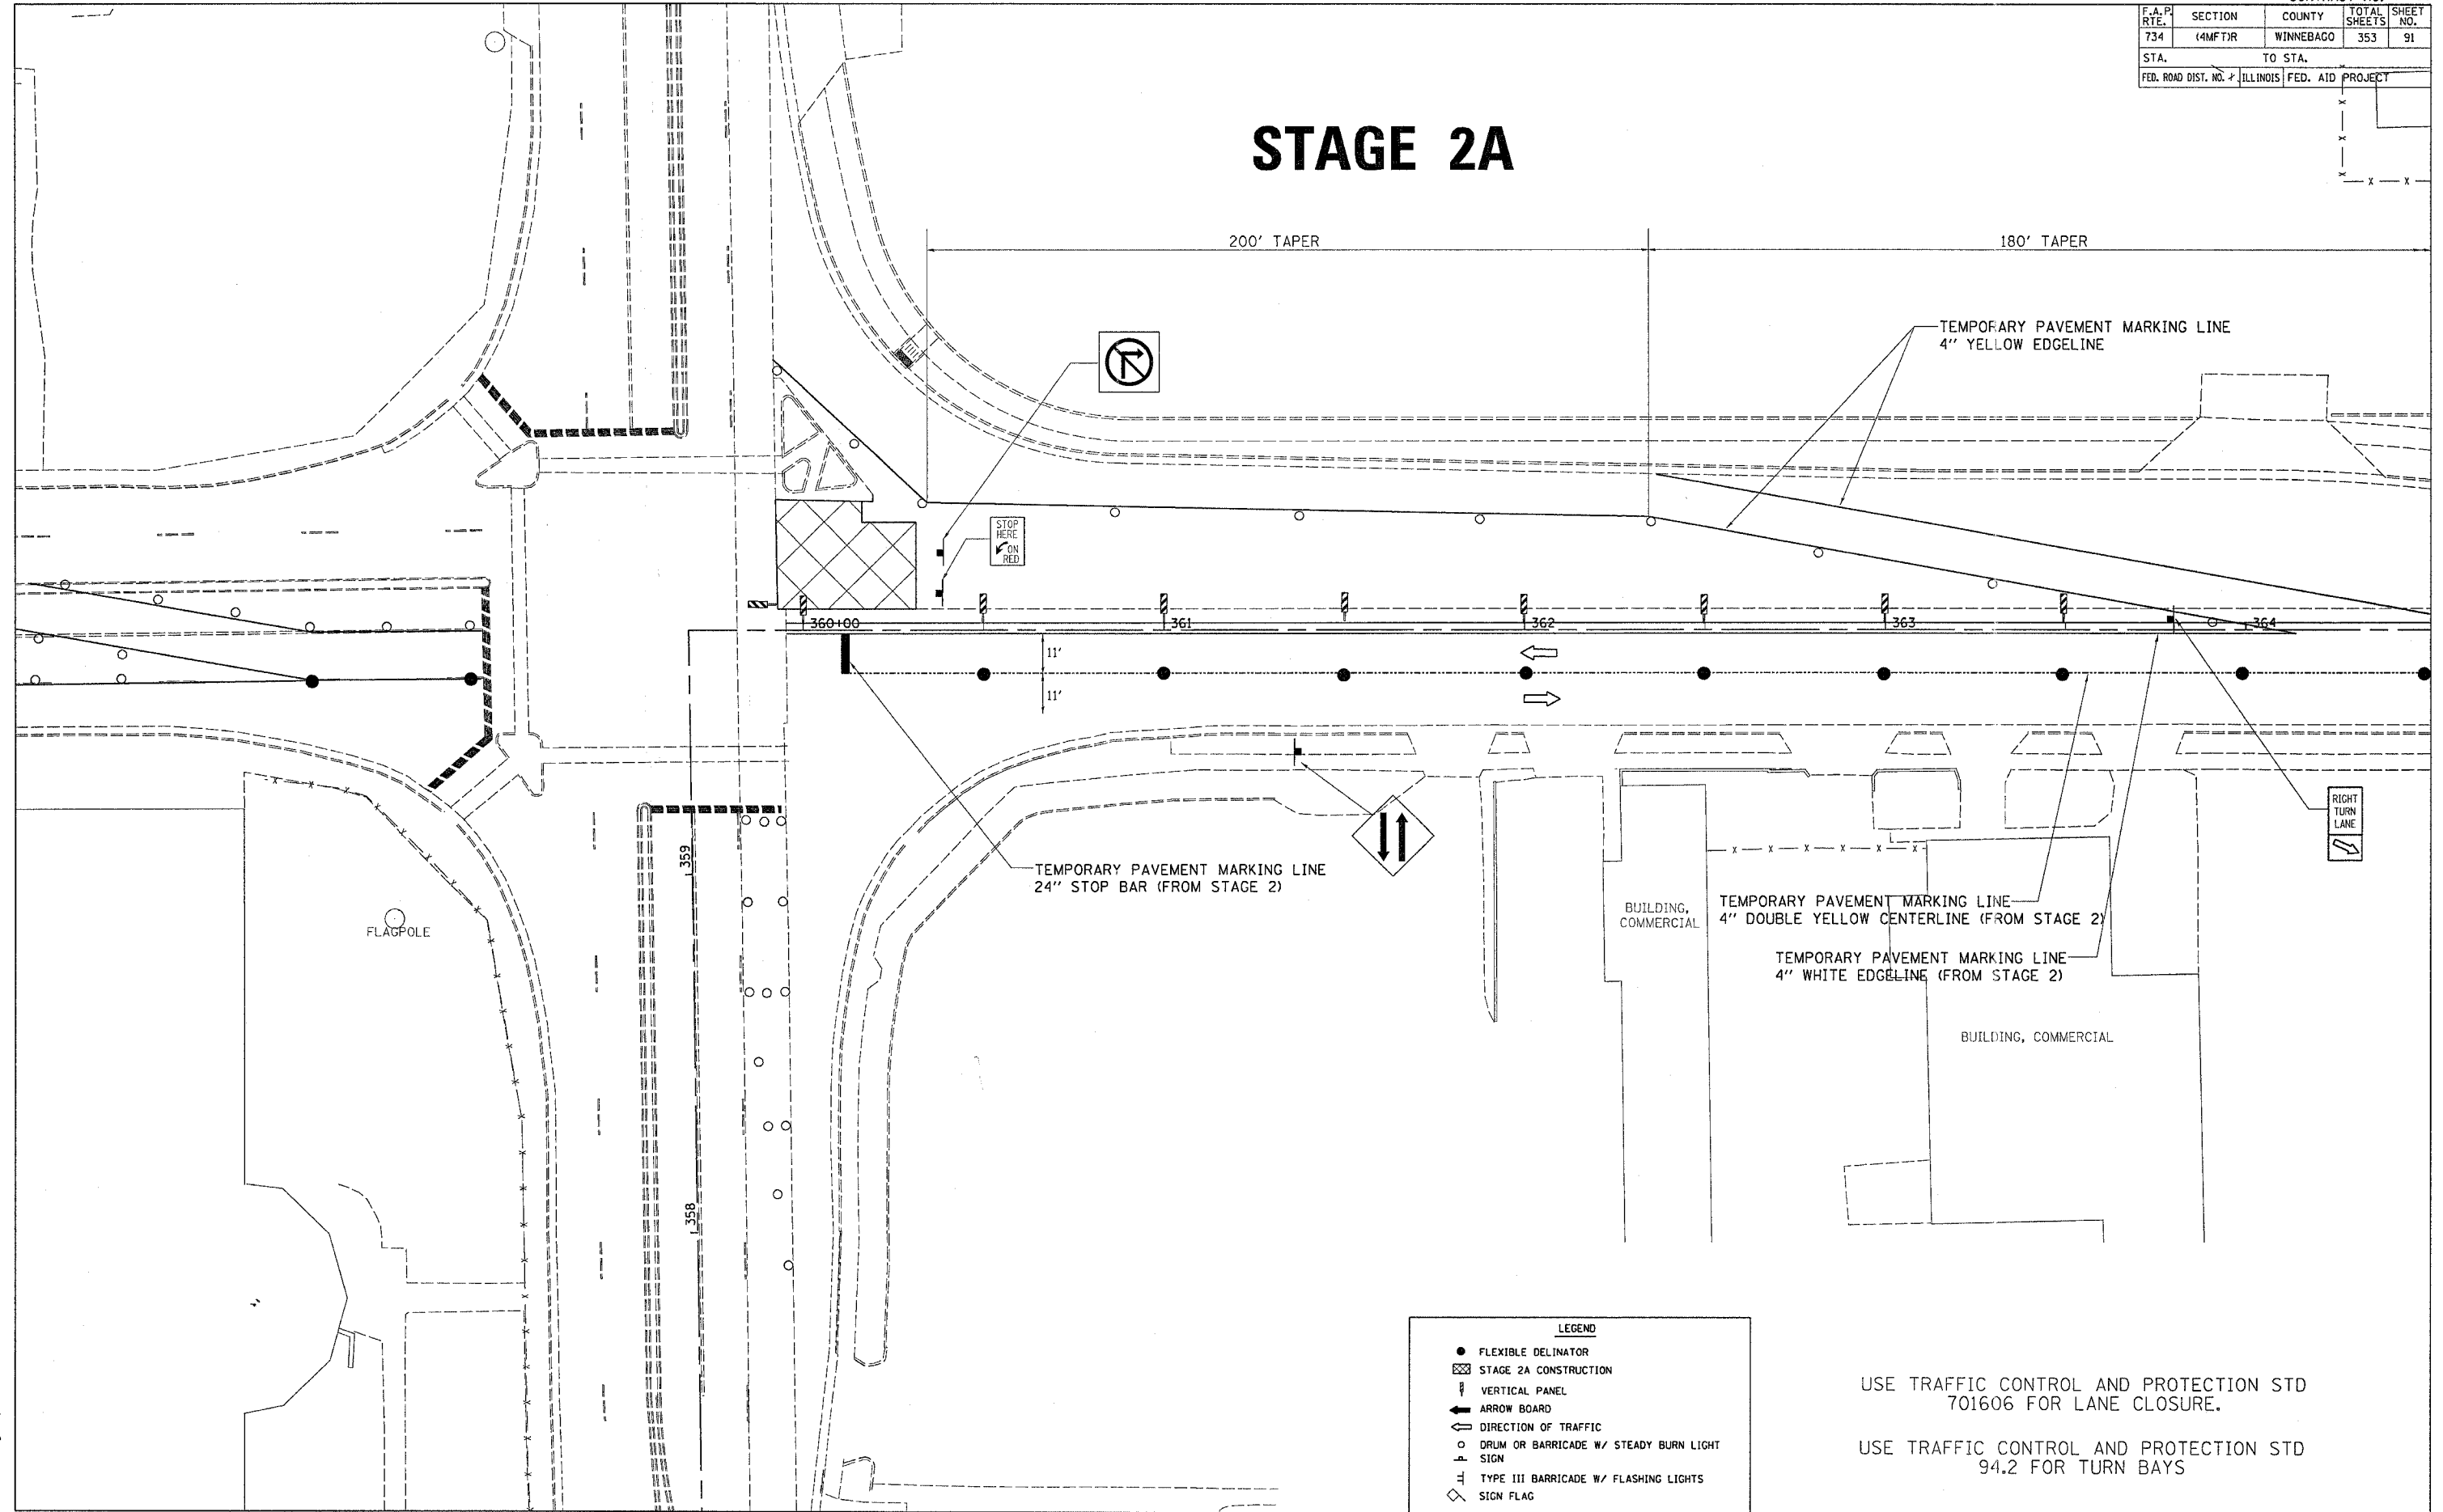 F.A.P. RTE. SECTION COUNTY TOTAL SHEETS SHEET NO.
734 (4MFT)R WINNEBAGO 353 91
STA. TO STA.
FED. ROAD DIST. NO. ILLINOIS FED. AID PROJECT
STAGE 2A
200' TAPER
180' TAPER
TEMPORARY PAVEMENT MARKING LINE
4" YELLOW EDGELINE
STOP
HERE
ON
RED
360+00
361
362
363
364
11'
11'
RIGHT
TURN
LANE
359
358
TEMPORARY PAVEMENT MARKING LINE
24" STOP BAR (FROM STAGE 2)
FLAGPOLE
BUILDING,
COMMERCIAL
TEMPORARY PAVEMENT MARKING LINE
4" DOUBLE YELLOW CENTERLINE (FROM STAGE 2)
TEMPORARY PAVEMENT MARKING LINE
4" WHITE EDGELINE (FROM STAGE 2)
BUILDING, COMMERCIAL
LEGEND
FLEXIBLE DELINATOR
STAGE 2A CONSTRUCTION
VERTICAL PANEL
ARROW BOARD
DIRECTION OF TRAFFIC
DRUM OR BARRICADE W/ STEADY BURN LIGHT
SIGN
TYPE III BARRICADE W/ FLASHING LIGHTS
SIGN FLAG
USE TRAFFIC CONTROL AND PROTECTION STD
701606 FOR LANE CLOSURE.
USE TRAFFIC CONTROL AND PROTECTION STD
94.2 FOR TURN BAYS